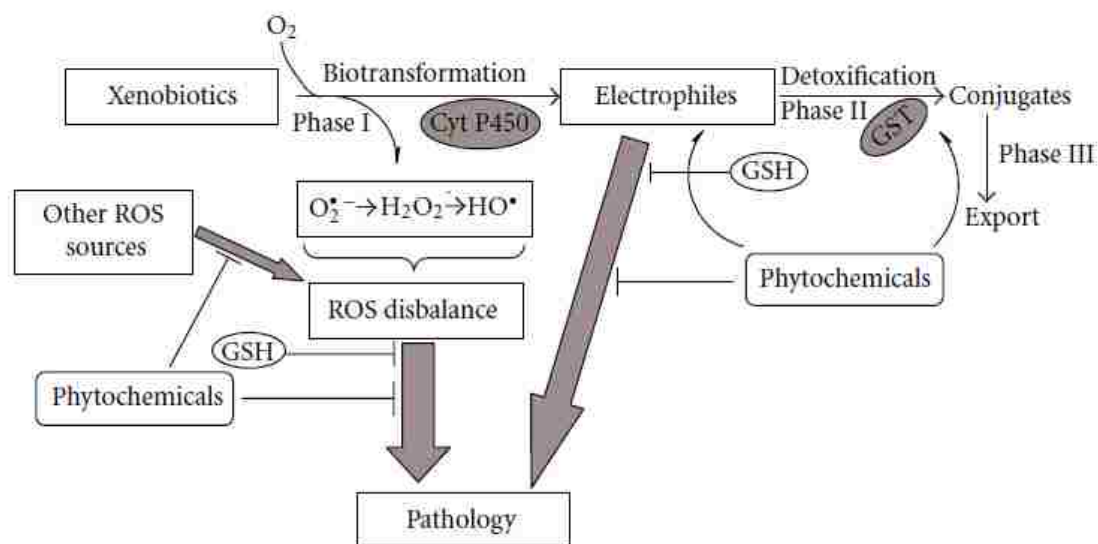 O₂
Biotransformation
Xenobiotics
Phase I
Cyt P450
Electrophiles
Detoxification
Phase II
GST
Conjugates
Phase III
Export
GSH
Phytochemicals
O₂•⁻→H₂O₂→HO•
Other ROS
sources
ROS disbalance
GSH
Phytochemicals
Pathology